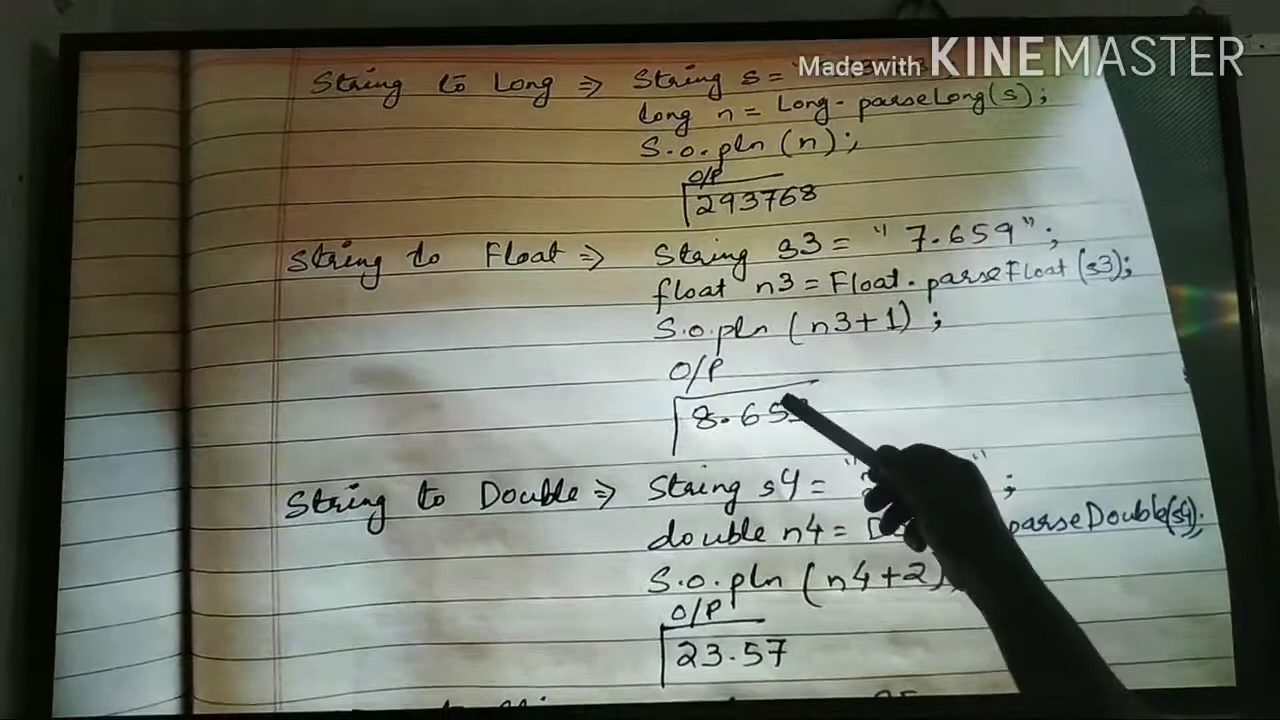 Made with KINEMASTER
String to Long ⇒ String s = "
long n = Long.parseLong(s);
S.o.pln (n);
O/P
293768
String to Float ⇒ String s3 = "7.659";
float n3 = Float.parseFloat(s3);
S.o.pln (n3+1);
O/P
8.65
String to Double ⇒ String s4 = " ";
double n4 = parseDouble(s4);
S.o.pln (n4+2)
O/P
23.57